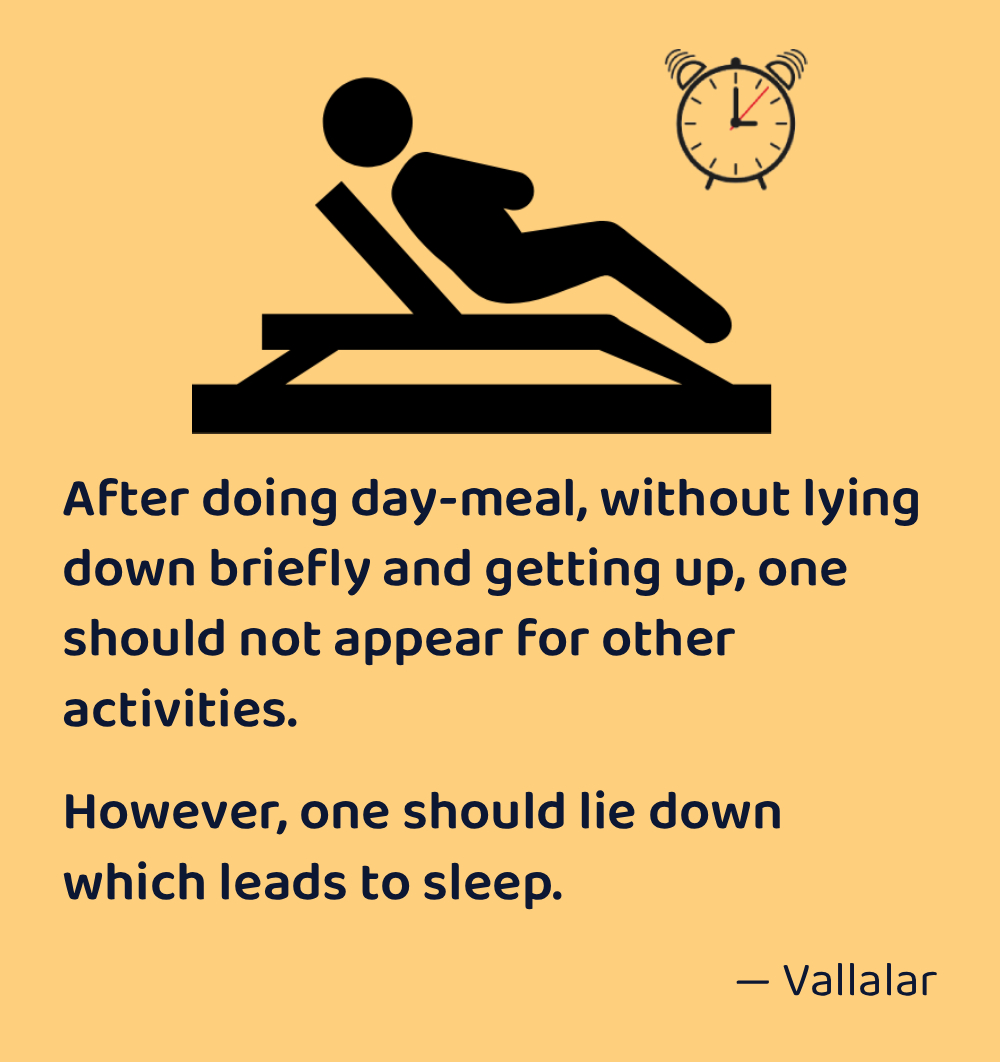 After doing day-meal, without lying
down briefly and getting up, one
should not appear for other
activities.
However, one should lie down
which leads to sleep.
— Vallalar